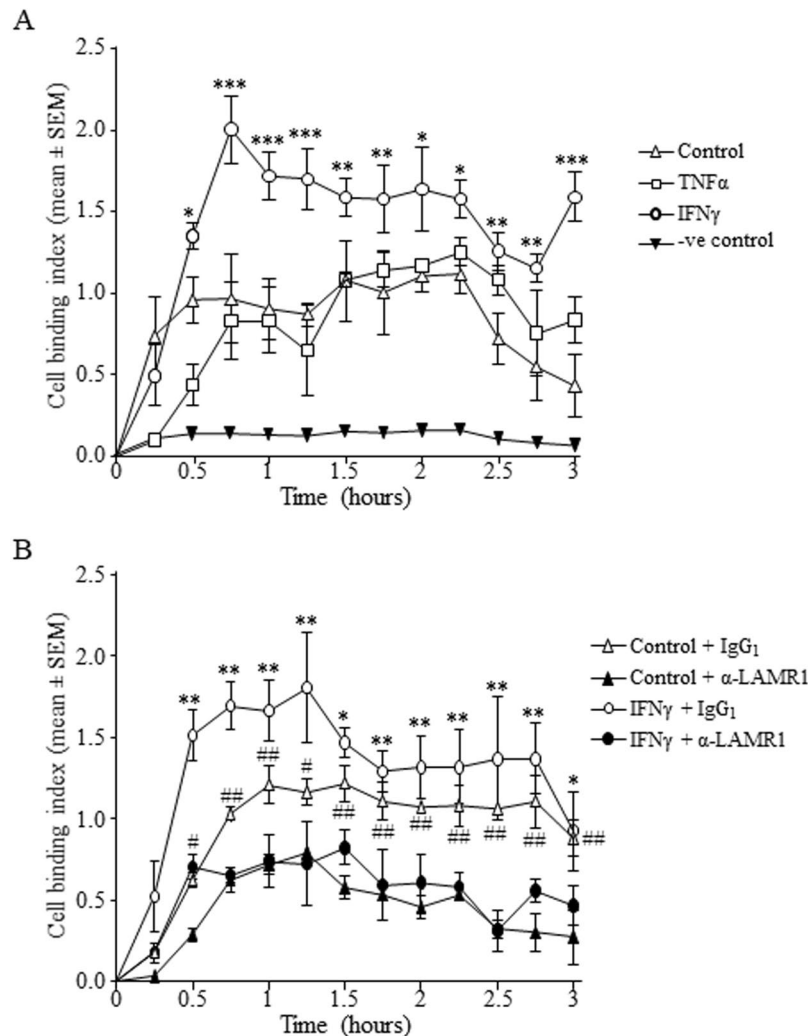 A
Cell binding index (mean ± SEM)
2.5
2.0
1.5
1.0
0.5
0.0
* *** *** *** ** ** * * ** ** ***
0 0.5 1 1.5 2 2.5 3
Time (hours)
Control
TNFα
IFNγ
-ve control
B
Cell binding index (mean ± SEM)
2.5
2.0
1.5
1.0
0.5
0.0
** ** ** ** * ** ** ** ** ** *
# ## ## # ## ## ## ## ## ## ##
0 0.5 1 1.5 2 2.5 3
Time (hours)
Control + IgG₁
Control + α-LAMR1
IFNγ + IgG₁
IFNγ + α-LAMR1